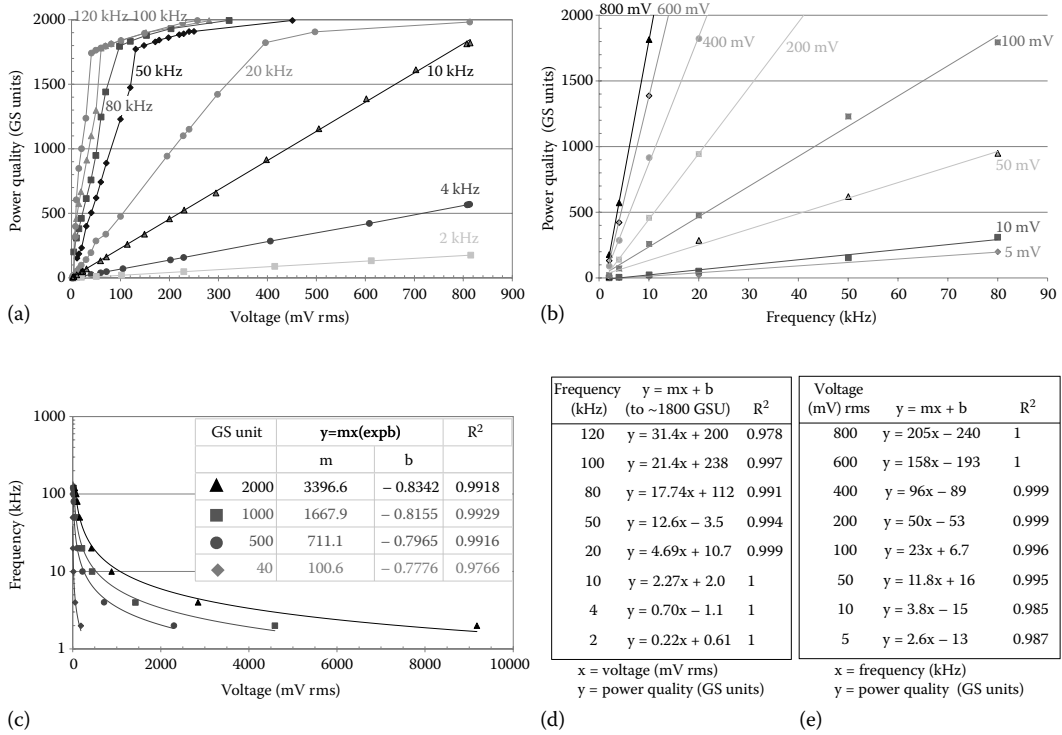 120 kHz 100 kHz
2000
1500
1000
500
0
50 kHz
80 kHz
20 kHz
10 kHz
4 kHz
2 kHz
0 100 200 300 400 500 600 700 800 900
Power quality (GS units)
Voltage (mV rms)
(a)
800 mV 600 mV
2000
1500
1000
500
0
400 mV
200 mV
100 mV
50 mV
10 mV
5 mV
0 10 20 30 40 50 60 70 80 90
Power quality (GS units)
Frequency (kHz)
(b)
1000
100
10
1
GS unit y=mx(expb) R2
m b
2000 3396.6 – 0.8342 0.9918
1000 1667.9 – 0.8155 0.9929
500 711.1 – 0.7965 0.9916
40 100.6 – 0.7776 0.9766
0 2000 4000 6000 8000 10000
Frequency (kHz)
Voltage (mV rms)
(c)
Frequency y = mx + b
(kHz) (to ~1800 GSU) R2
120 y = 31.4x + 200 0.978
100 y = 21.4x + 238 0.997
80 y = 17.74x + 112 0.991
50 y = 12.6x – 3.5 0.994
20 y = 4.69x + 10.7 0.999
10 y = 2.27x + 2.0 1
4 y = 0.70x – 1.1 1
2 y = 0.22x + 0.61 1
x = voltage (mV rms)
y = power quality (GS units)
(d)
Voltage
(mV) rms y = mx + b R2
800 y = 205x – 240 1
600 y = 158x – 193 1
400 y = 96x – 89 0.999
200 y = 50x – 53 0.999
100 y = 23x + 6.7 0.996
50 y = 11.8x + 16 0.995
10 y = 3.8x – 15 0.985
5 y = 2.6x – 13 0.987
x = frequency (kHz)
y = power quality (GS units)
(e)